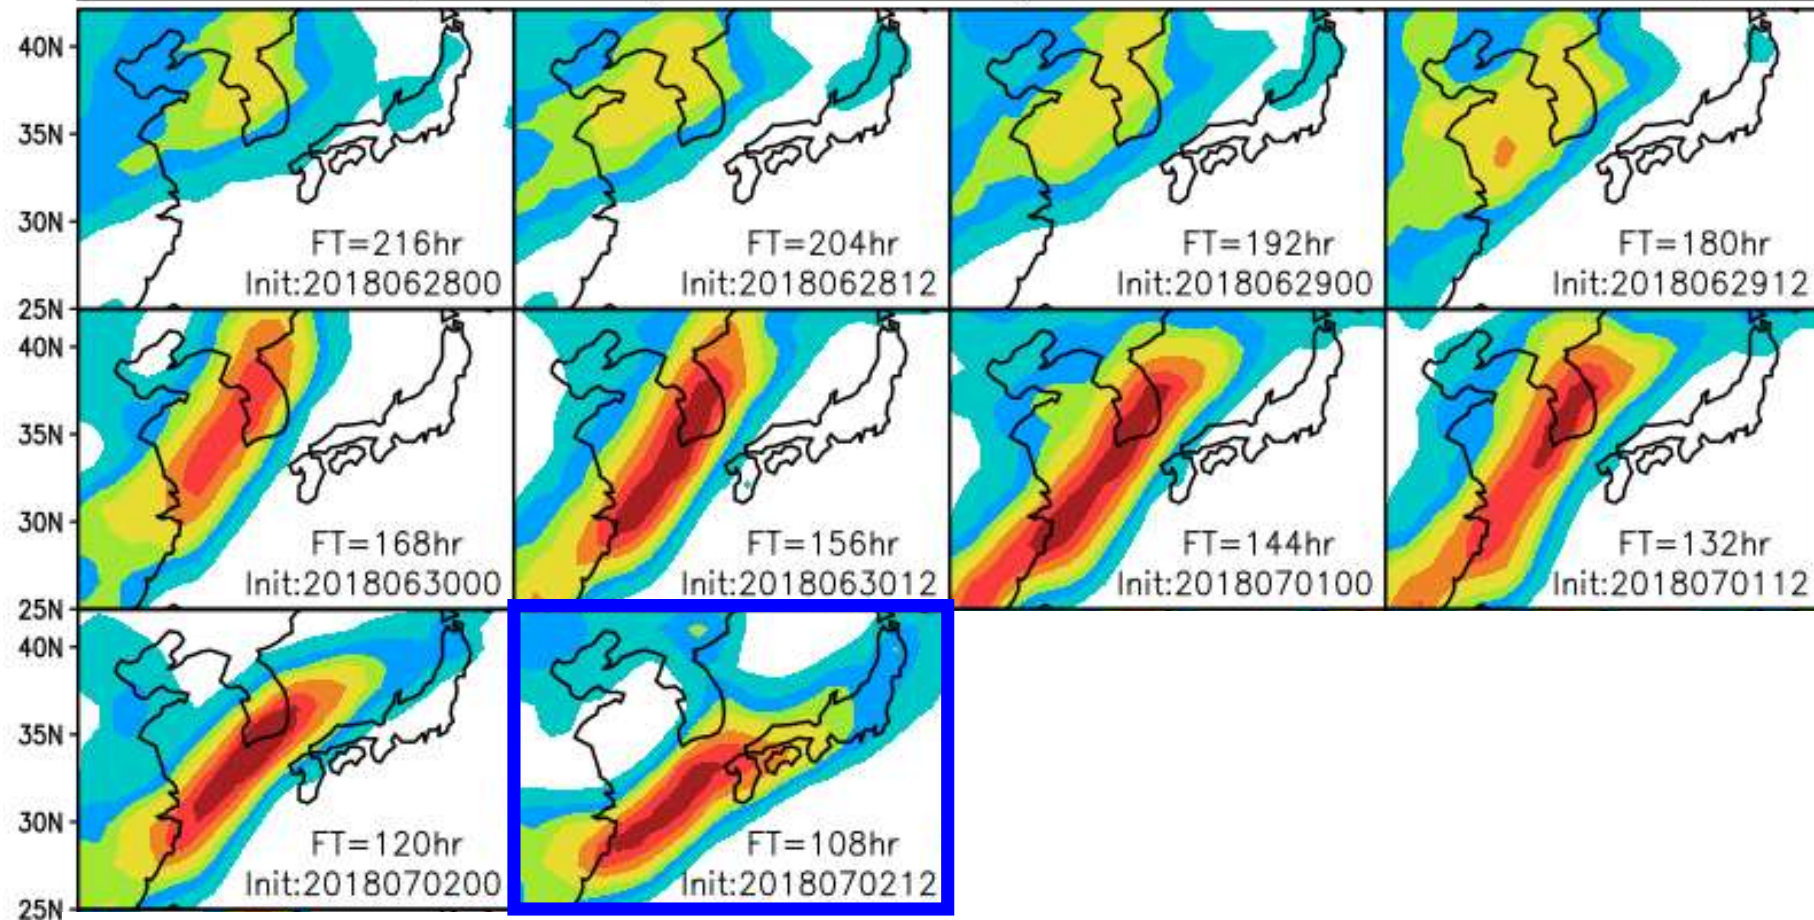 40N
35N
30N
25N
FT=216hr
Init:2018062800
FT=204hr
Init:2018062812
FT=192hr
Init:2018062900
FT=180hr
Init:2018062912
40N
35N
30N
25N
FT=168hr
Init:2018063000
FT=156hr
Init:2018063012
FT=144hr
Init:2018070100
FT=132hr
Init:2018070112
40N
35N
30N
25N
FT=120hr
Init:2018070200
FT=108hr
Init:2018070212